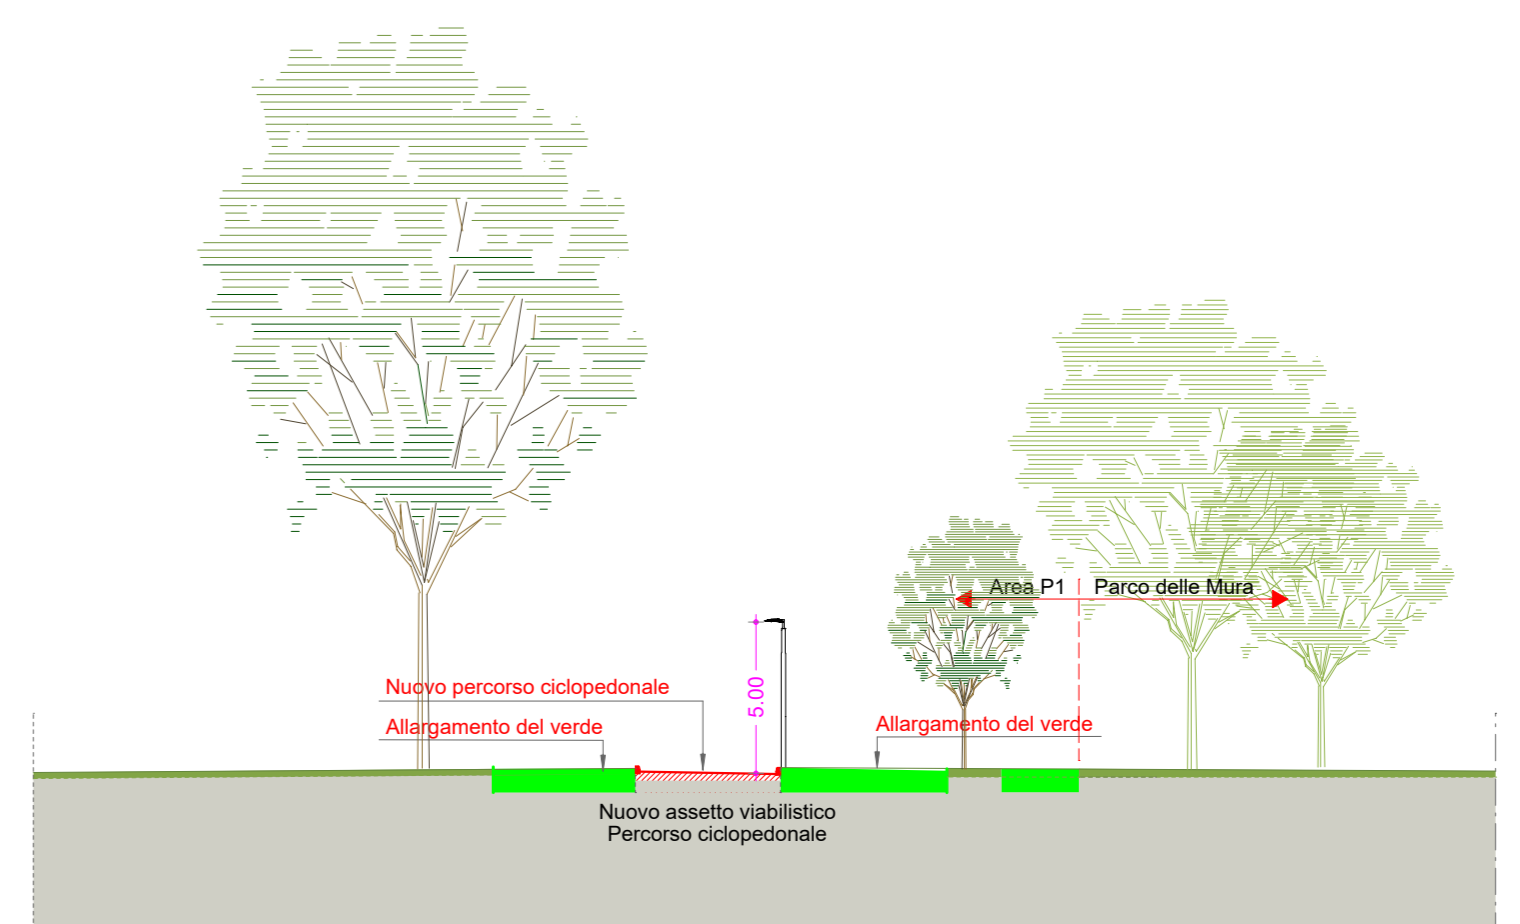 Area P1
Parco delle Mura
Nuovo percorso ciclopedonale
5.00
Allargamento del verde
Allargamento del verde
Nuovo assetto viabilistico
Percorso ciclopedonale